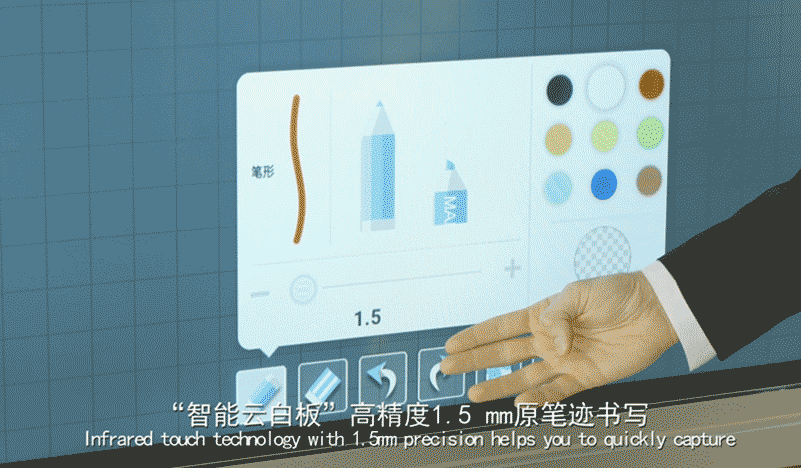 笔形
MA
1.5
“智能云白板”高精度1.5 mm原笔迹书写
Infrared touch technology with 1.5mm precision helps you to quickly capture